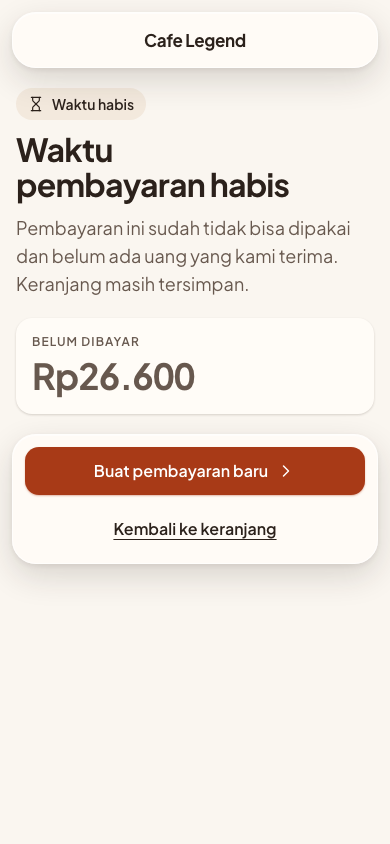 Cafe Legend
Waktu habis
Waktu
pembayaran habis
Pembayaran ini sudah tidak bisa dipakai
dan belum ada uang yang kami terima.
Keranjang masih tersimpan.
BELUM DIBAYAR
Rp26.600
Buat pembayaran baru
Kembali ke keranjang